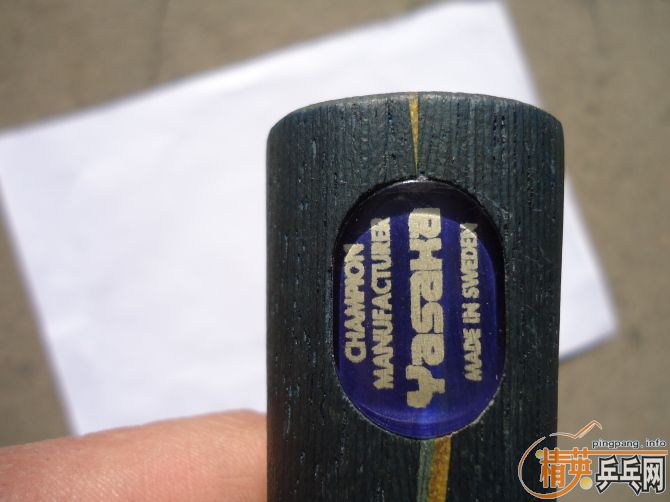 CHAMPION
MANUFACTURER
Yasaka
MADE IN SWEDEN
pingpang.info
精英乒乓网